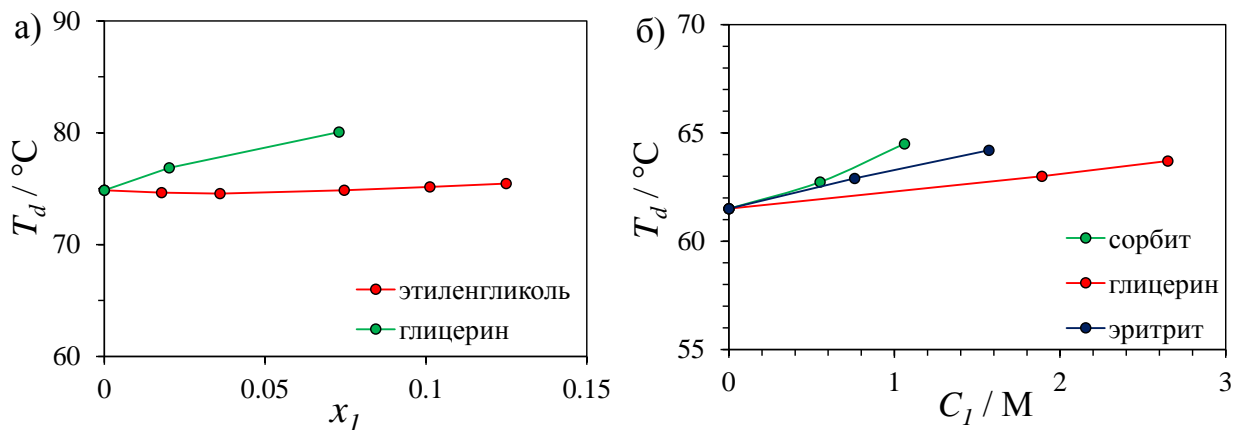 а)
90
80
70
60
T_d / °C
0
0.05
0.1
0.15
x_1
этиленгликоль
глицерин
б)
70
65
60
55
T_d / °C
0
1
2
3
C_1 / М
сорбит
глицерин
эритрит